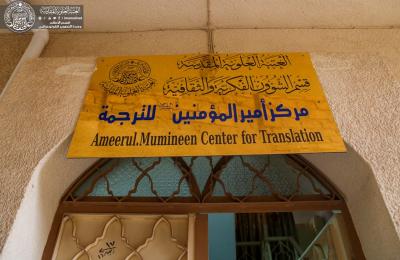 العتبة العلوية المقدسة
قسم الشؤون الفكرية والثقافية
مركز أمير المؤمنين للترجمة
Ameerul.Mumineen Center for Translation